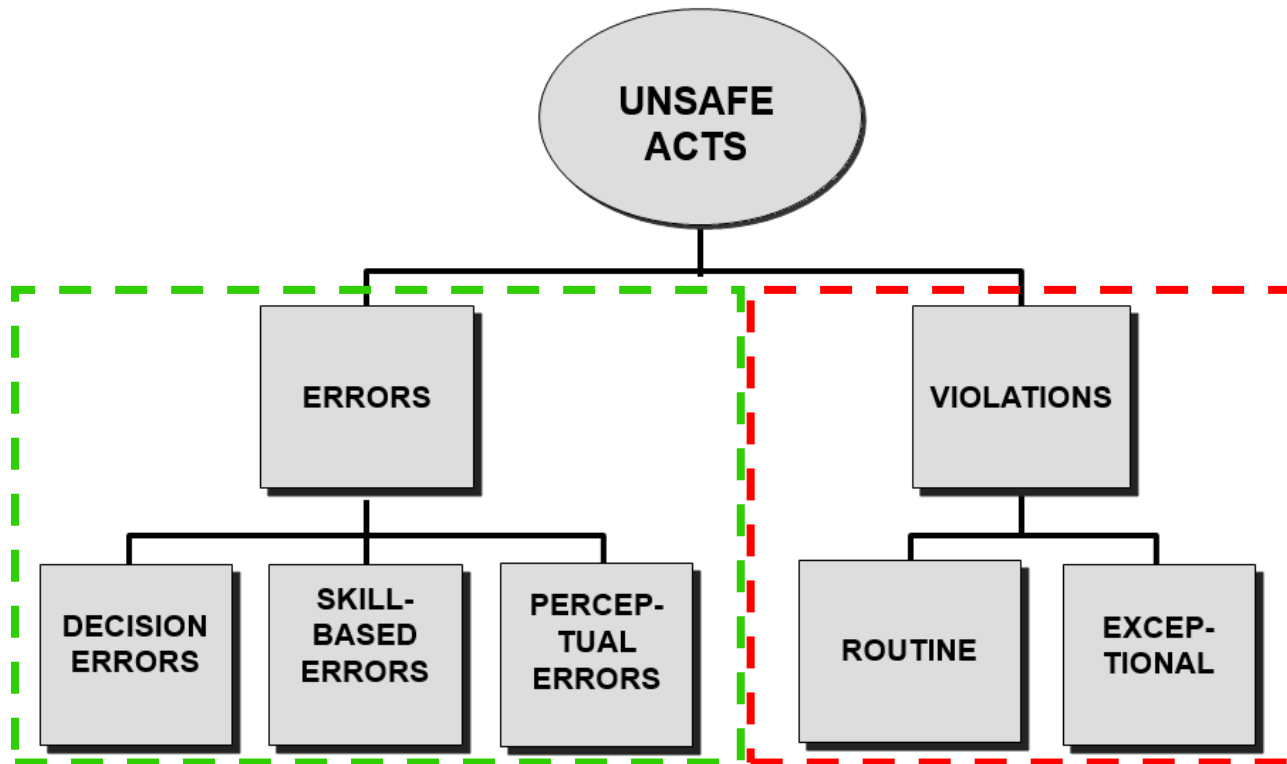 UNSAFE
ACTS
ERRORS
VIOLATIONS
DECISION
ERRORS
SKILL-
BASED
ERRORS
PERCEP-
TUAL
ERRORS
ROUTINE
EXCEP-
TIONAL